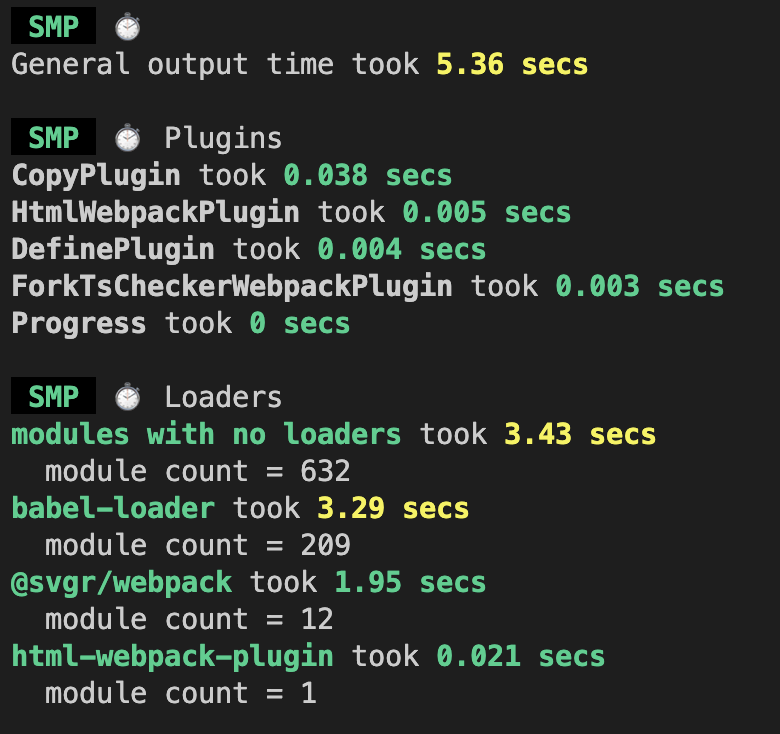 SMP ⏱
General output time took 5.36 secs
SMP ⏱ Plugins
CopyPlugin took 0.038 secs
HtmlWebpackPlugin took 0.005 secs
DefinePlugin took 0.004 secs
ForkTsCheckerWebpackPlugin took 0.003 secs
Progress took 0 secs
SMP ⏱ Loaders
modules with no loaders took 3.43 secs
module count = 632
babel-loader took 3.29 secs
module count = 209
@svgr/webpack took 1.95 secs
module count = 12
html-webpack-plugin took 0.021 secs
module count = 1